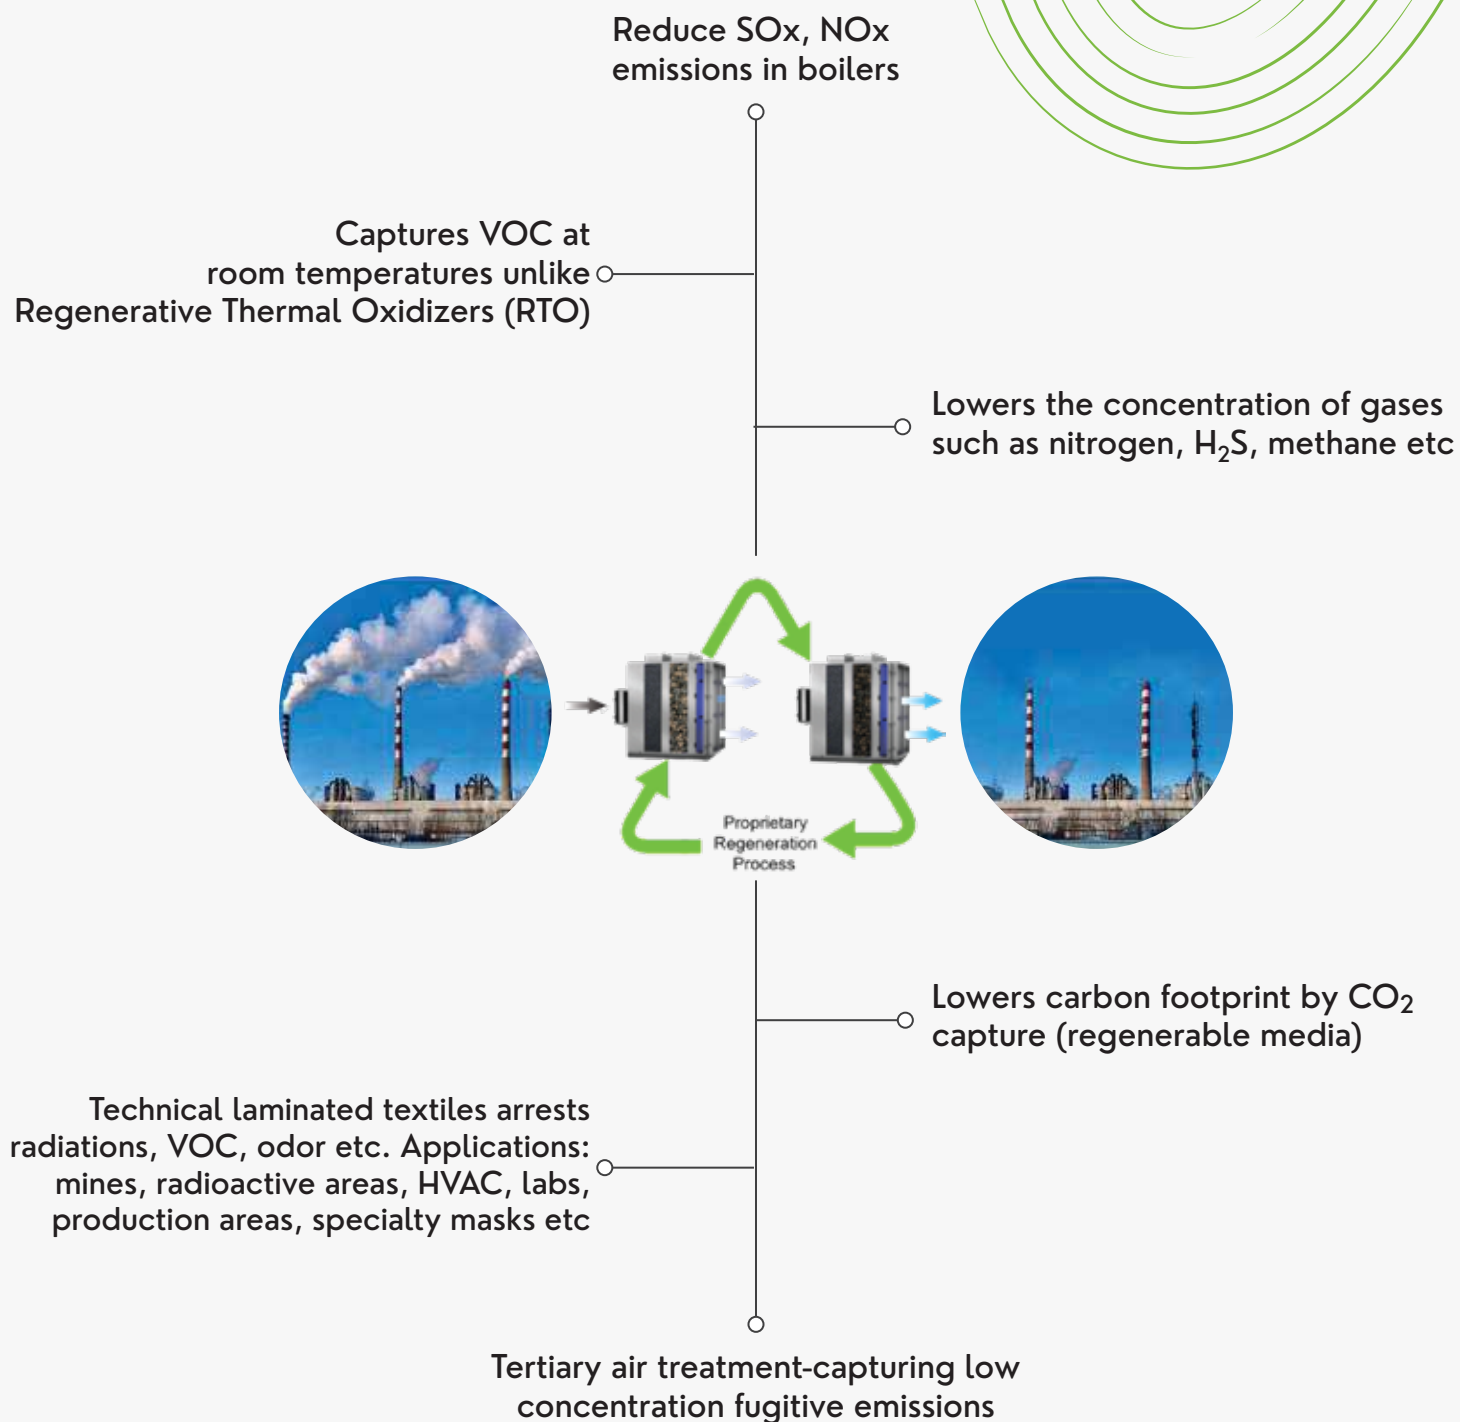 Reduce SOx, NOx
emissions in boilers
Captures VOC at
room temperatures unlike
Regenerative Thermal Oxidizers (RTO)
Lowers the concentration of gases
such as nitrogen, H₂S, methane etc
Proprietary
Regeneration
Process
Lowers carbon footprint by CO₂
capture (regenerable media)
Technical laminated textiles arrests
radiations, VOC, odor etc. Applications:
mines, radioactive areas, HVAC, labs,
production areas, specialty masks etc
Tertiary air treatment-capturing low
concentration fugitive emissions